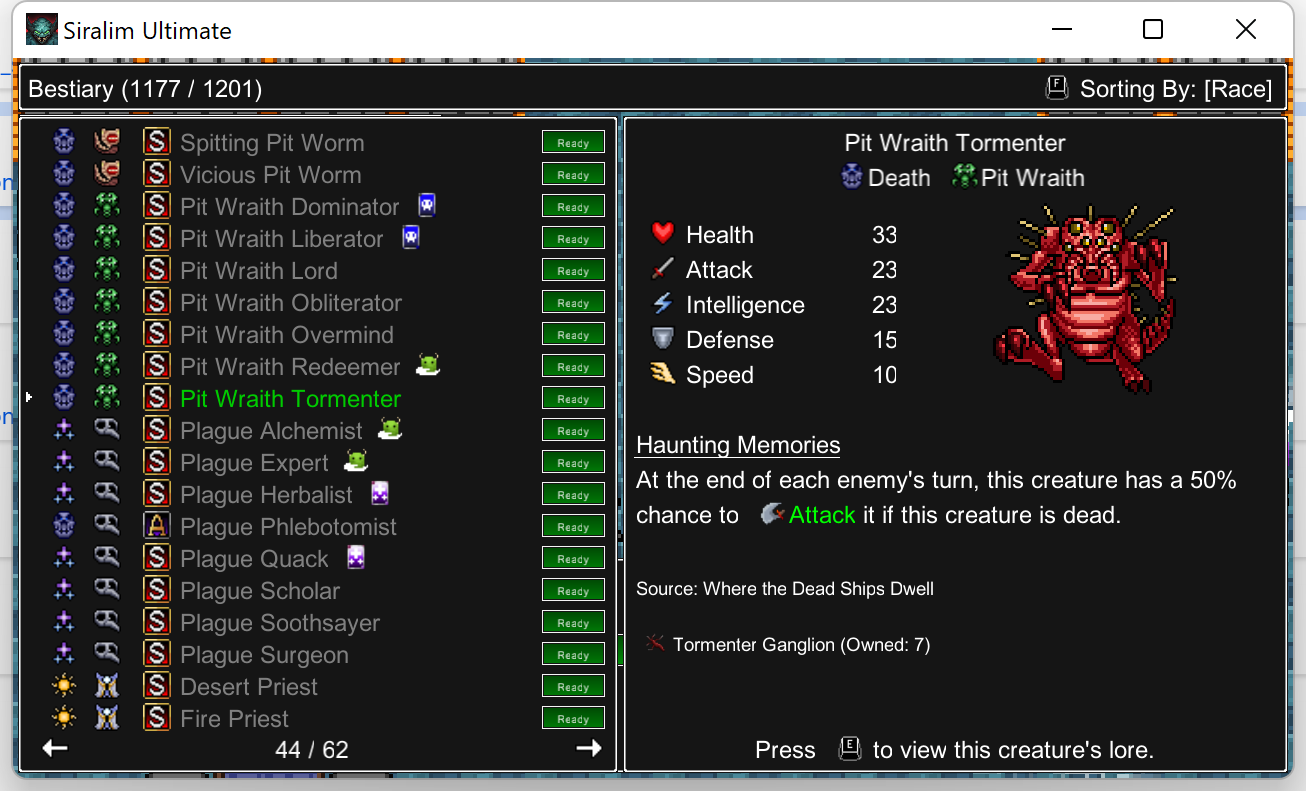 Siralim Ultimate
Bestiary (1177 / 1201)
F Sorting By: [Race]
S Spitting Pit Worm Ready
S Vicious Pit Worm Ready
S Pit Wraith Dominator Ready
S Pit Wraith Liberator Ready
S Pit Wraith Lord Ready
S Pit Wraith Obliterator Ready
S Pit Wraith Overmind Ready
S Pit Wraith Redeemer Ready
S Pit Wraith Tormenter Ready
S Plague Alchemist Ready
S Plague Expert Ready
S Plague Herbalist Ready
A Plague Phlebotomist Ready
S Plague Quack Ready
S Plague Scholar Ready
S Plague Soothsayer Ready
S Plague Surgeon Ready
S Desert Priest Ready
S Fire Priest Ready
44 / 62
Pit Wraith Tormenter
Death Pit Wraith
Health 33
Attack 23
Intelligence 23
Defense 15
Speed 10
Haunting Memories
At the end of each enemy's turn, this creature has a 50%
chance to Attack it if this creature is dead.
Source: Where the Dead Ships Dwell
Tormenter Ganglion (Owned: 7)
Press E to view this creature's lore.